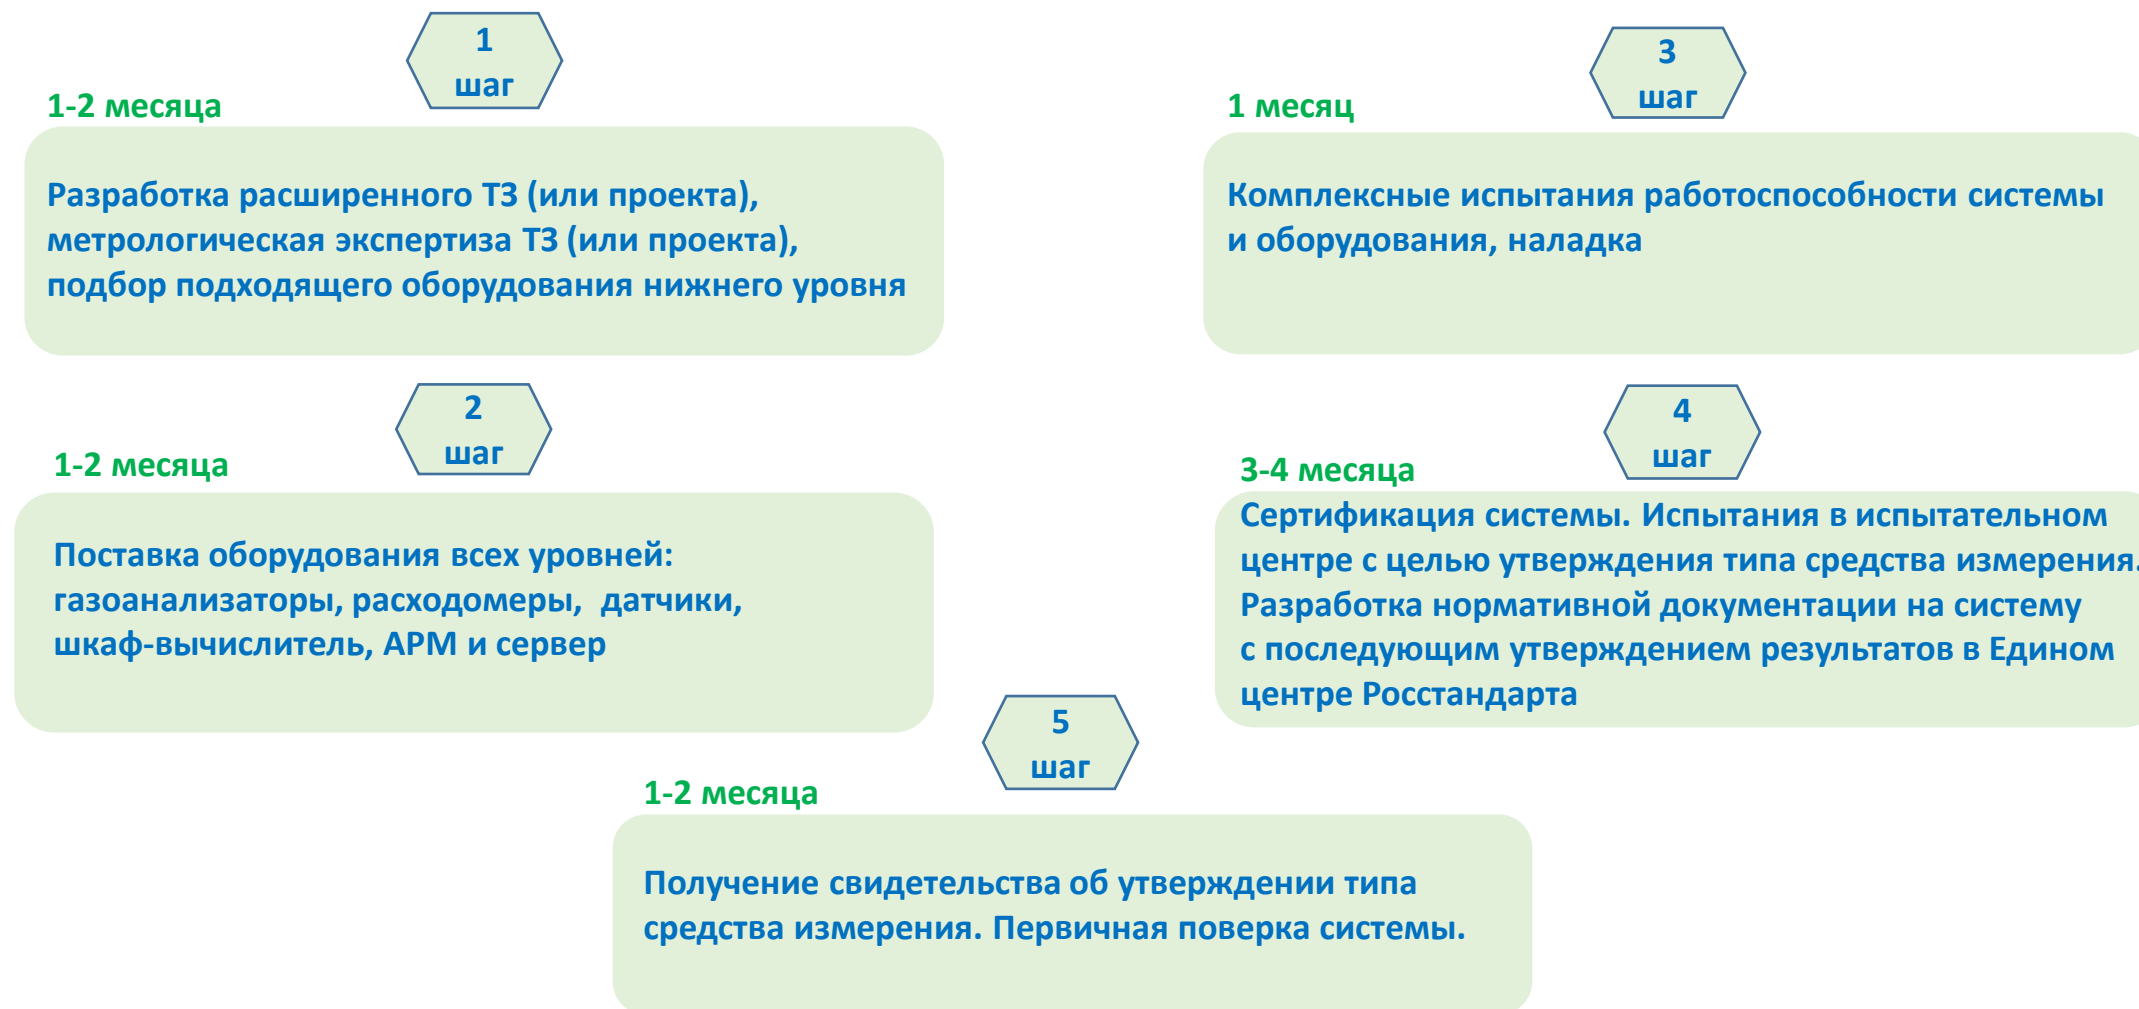 1
шаг
1-2 месяца
Разработка расширенного ТЗ (или проекта),
метрологическая экспертиза ТЗ (или проекта),
подбор подходящего оборудования нижнего уровня
2
шаг
1-2 месяца
Поставка оборудования всех уровней:
газоанализаторы, расходомеры, датчики,
шкаф-вычислитель, АРМ и сервер
3
шаг
1 месяц
Комплексные испытания работоспособности системы
и оборудования, наладка
4
шаг
3-4 месяца
Сертификация системы. Испытания в испытательном
центре с целью утверждения типа средства измерения.
Разработка нормативной документации на систему
с последующим утверждением результатов в Едином
центре Росстандарта
5
шаг
1-2 месяца
Получение свидетельства об утверждении типа
средства измерения. Первичная поверка системы.